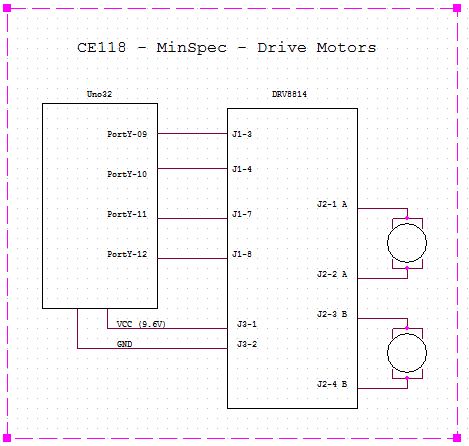 CE118 - MinSpec - Drive Motors
Uno32
DRV8814
PortY-09
J1-3
PortY-10
J1-4
PortY-11
J1-7
PortY-12
J1-8
J2-1 A
J2-2 A
J2-3 B
J2-4 B
VCC (9.6V)
J3-1
GND
J3-2